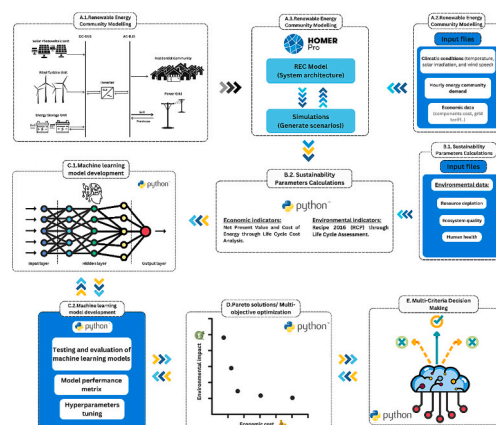 A.1.Renewable Energy
Community Modelling
Solar Photovoltaic Unit
DC-BUS
AC-BUS
Residential Community
Wind Turbine Unit
Inverter
Power Grid
Energy Storage Unit
Sell
Purchase
A.3.Renewable Energy
Community Modelling
HOMER
Pro
REC Model
(System architecture)
Simulations
(Generate scenarios)
A.2.Renewable Energy
Community Modelling
Input files
Climatic conditions (temperature,
solar irradiation, and wind speed)
Hourly energy community
demand
Economic data
(components cost, grid
tariff..)
B.1. Sustainability
Parameters Calculations
Input files
Environmental data:
Resource depletion
Ecosystem quality
Human health
B.2. Sustainability
Parameters Calculations
python
Economic indicators:
Net Present Value and Cost of
Energy through Life Cycle Cost
Analysis.
Environmental indicators:
Recipe 2016 (RCP) through
Life Cycle Assessment.
C.1.Machine learning
model development
python
Input layer
Hidden layer
Output layer
C.2.Machine learning
model development
python
Testing and evaluation of
machine learning models
Model performance
metric
Hyperparameters
tuning
D.Pareto solutions/ Multi-
objective optimization
python
Environmental impact
Economic cost
E. Multi-Criteria Decision
Making
python